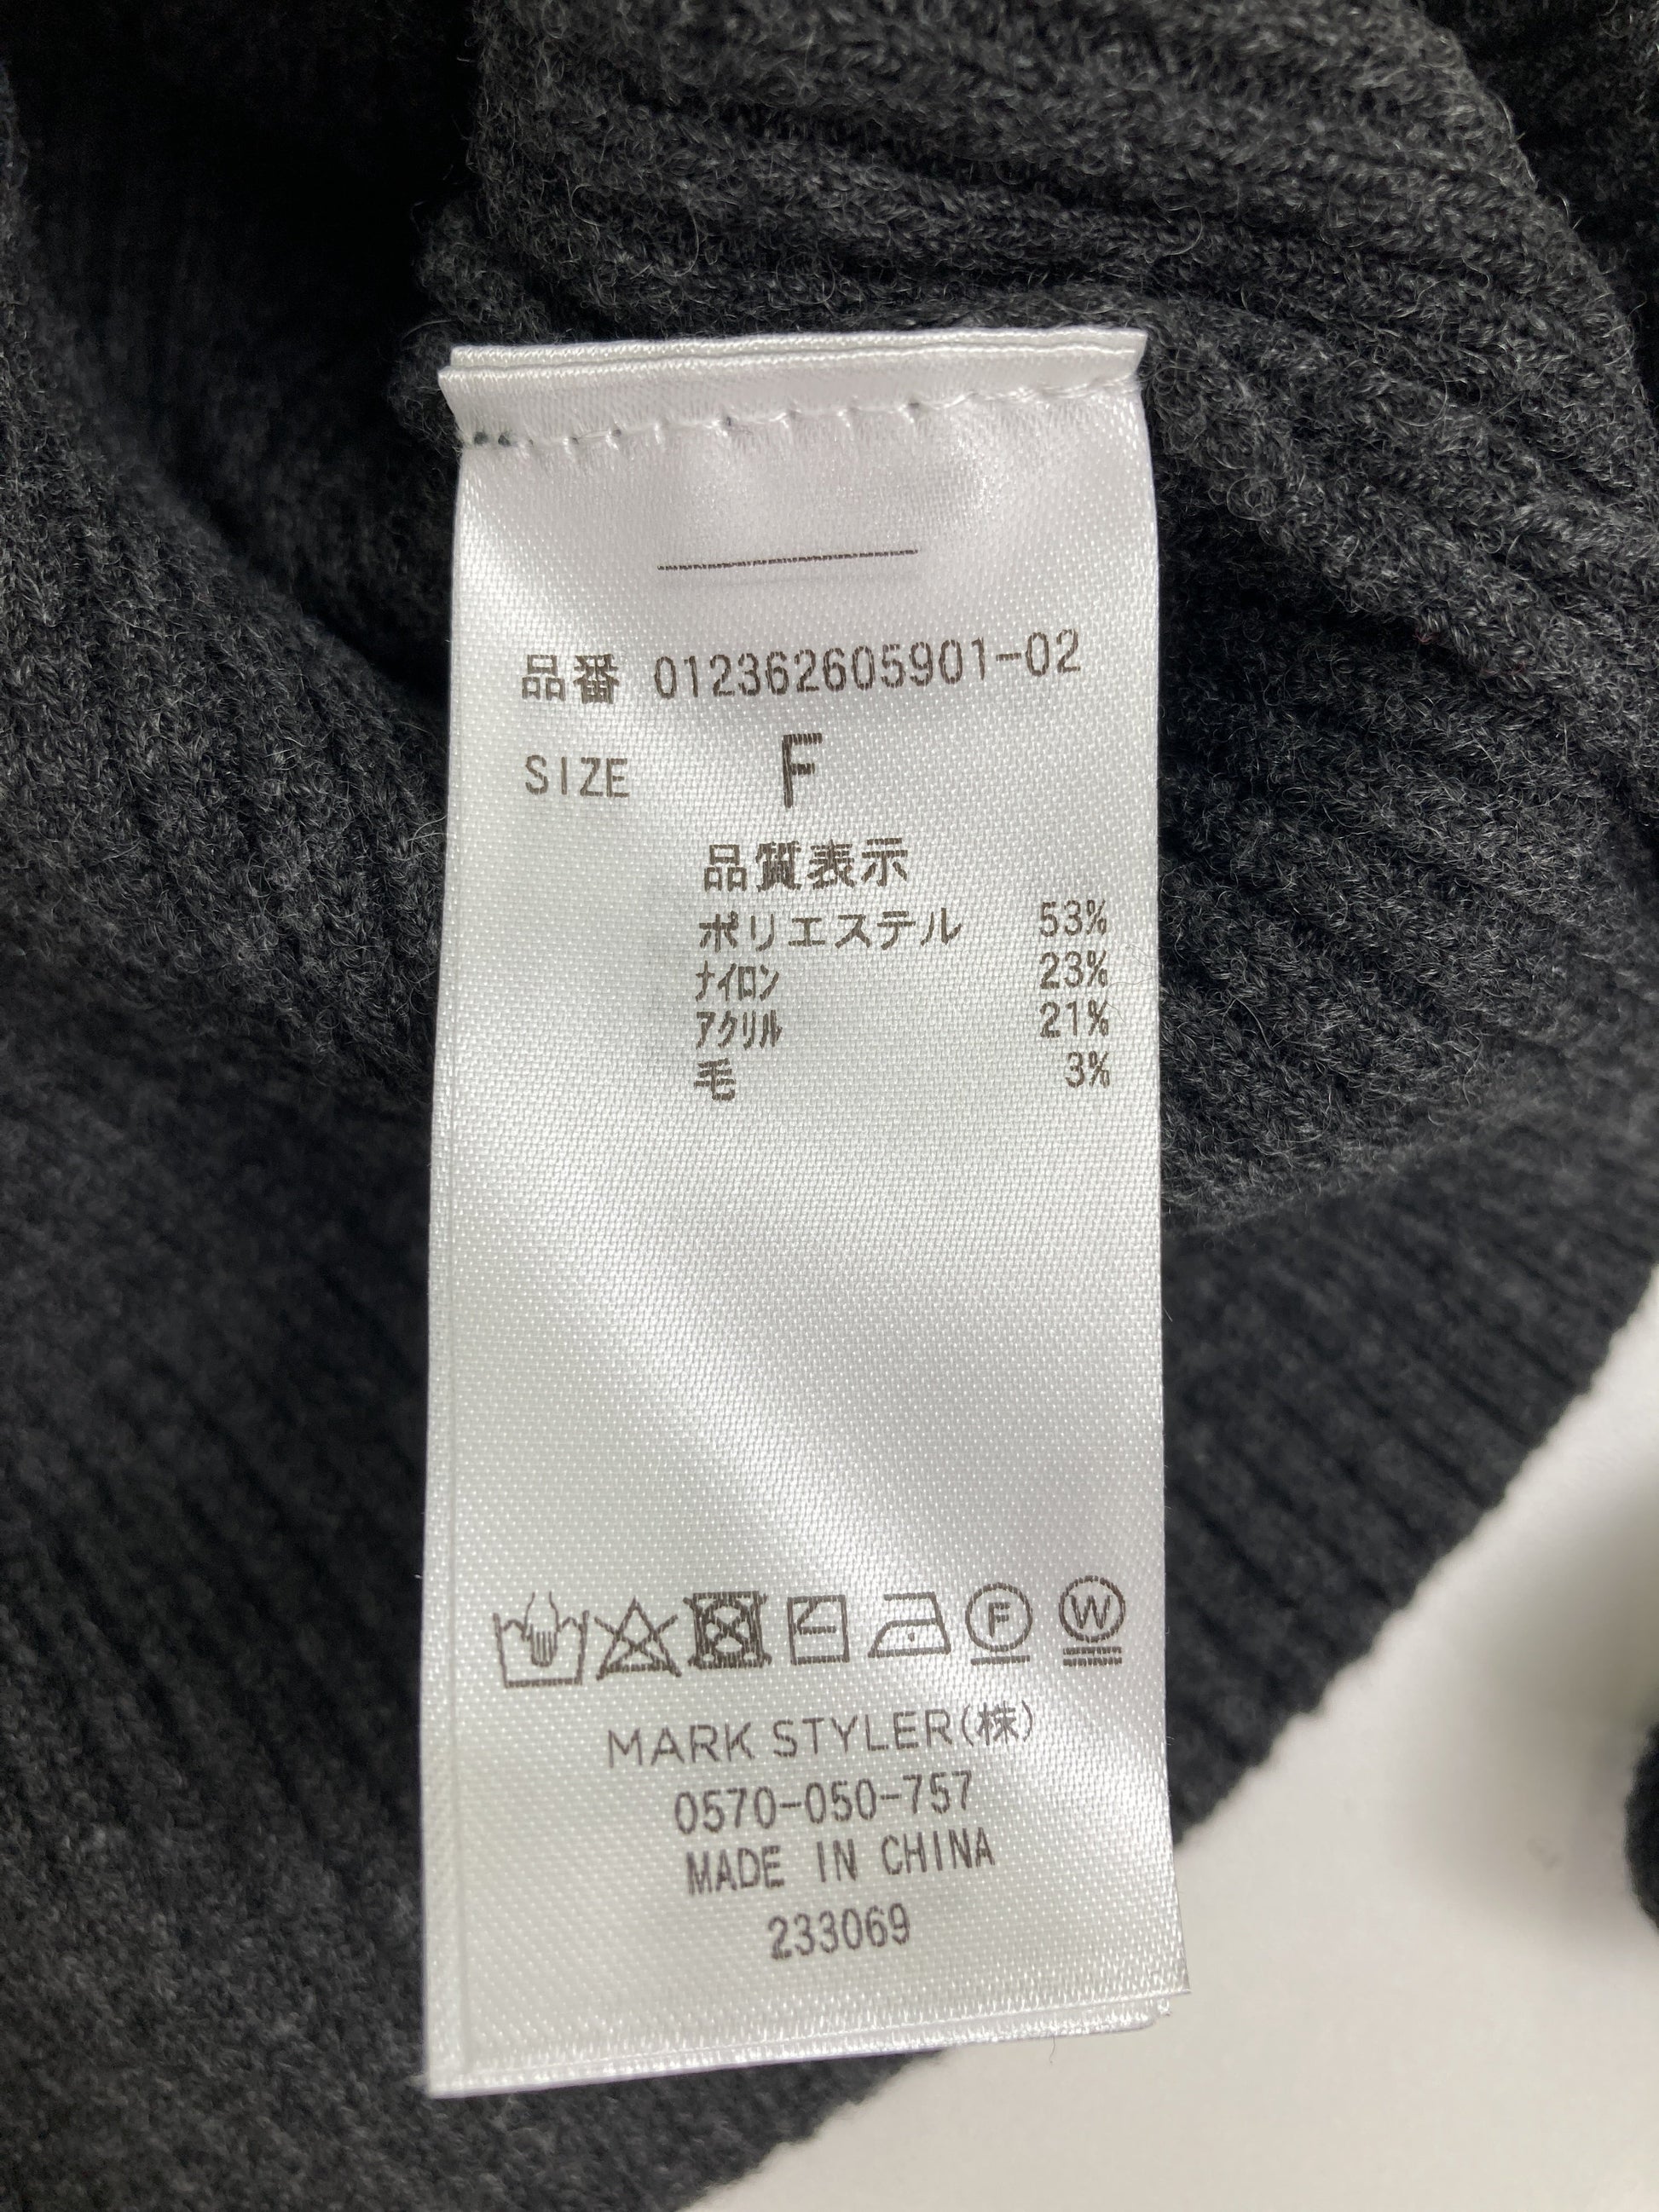 品番 012362605901-02
SIZE F
品質表示
ポリエステル 53%
ナイロン 23%
アクリル 21%
毛 3%
F W
MARK STYLER(株)
0570-050-757
MADE IN CHINA
233069